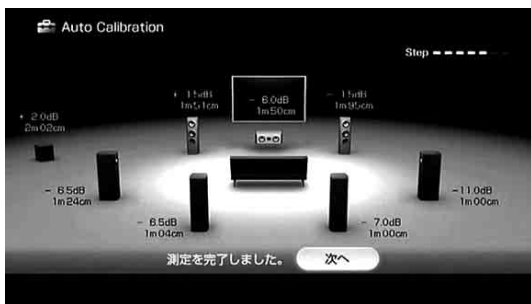 Auto Calibration
Step
+ 1.5dB
1m51cm
- 6.0dB
1m50cm
- 1.5dB
1m95cm
+ 2.0dB
2m02cm
- 6.5dB
1m24cm
- 11.0dB
1m00cm
- 6.5dB
1m04cm
- 7.0dB
1m00cm
測定を完了しました。
次へ